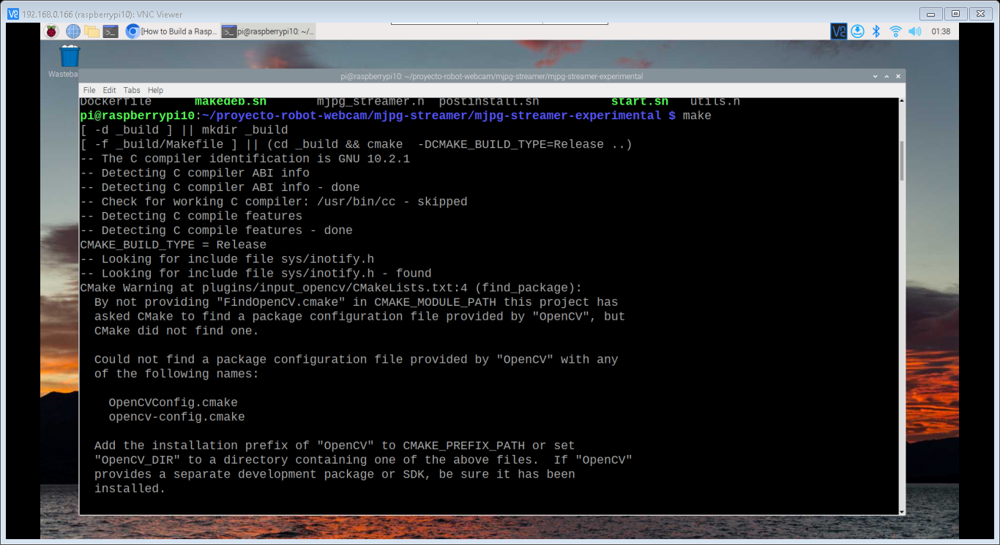 192.168.0.166 (raspberrypi10): VNC Viewer
[How to Build a Rasp...
pi@raspberrypi10: ~/...
01:38
Wasteba
pi@raspberrypi10: ~/proyecto-robot-webcam/mjpg-streamer/mjpg-streamer-experimental
File Edit Tabs Help
Dockerfile makedeb.sh mjpg_streamer.h postinstall.sh start.sh utils.h
pi@raspberrypi10:~/proyecto-robot-webcam/mjpg-streamer/mjpg-streamer-experimental $ make
[ -d _build ] || mkdir _build
[ -f _build/Makefile ] || (cd _build && cmake  -DCMAKE_BUILD_TYPE=Release ..)
-- The C compiler identification is GNU 10.2.1
-- Detecting C compiler ABI info
-- Detecting C compiler ABI info - done
-- Check for working C compiler: /usr/bin/cc - skipped
-- Detecting C compile features
-- Detecting C compile features - done
CMAKE_BUILD_TYPE = Release
-- Looking for include file sys/inotify.h
-- Looking for include file sys/inotify.h - found
CMake Warning at plugins/input_opencv/CMakeLists.txt:4 (find_package):
By not providing "FindOpenCV.cmake" in CMAKE_MODULE_PATH this project has
asked CMake to find a package configuration file provided by "OpenCV", but
CMake did not find one.
Could not find a package configuration file provided by "OpenCV" with any
of the following names:
OpenCVConfig.cmake
opencv-config.cmake
Add the installation prefix of "OpenCV" to CMAKE_PREFIX_PATH or set
"OpenCV_DIR" to a directory containing one of the above files.  If "OpenCV"
provides a separate development package or SDK, be sure it has been
installed.